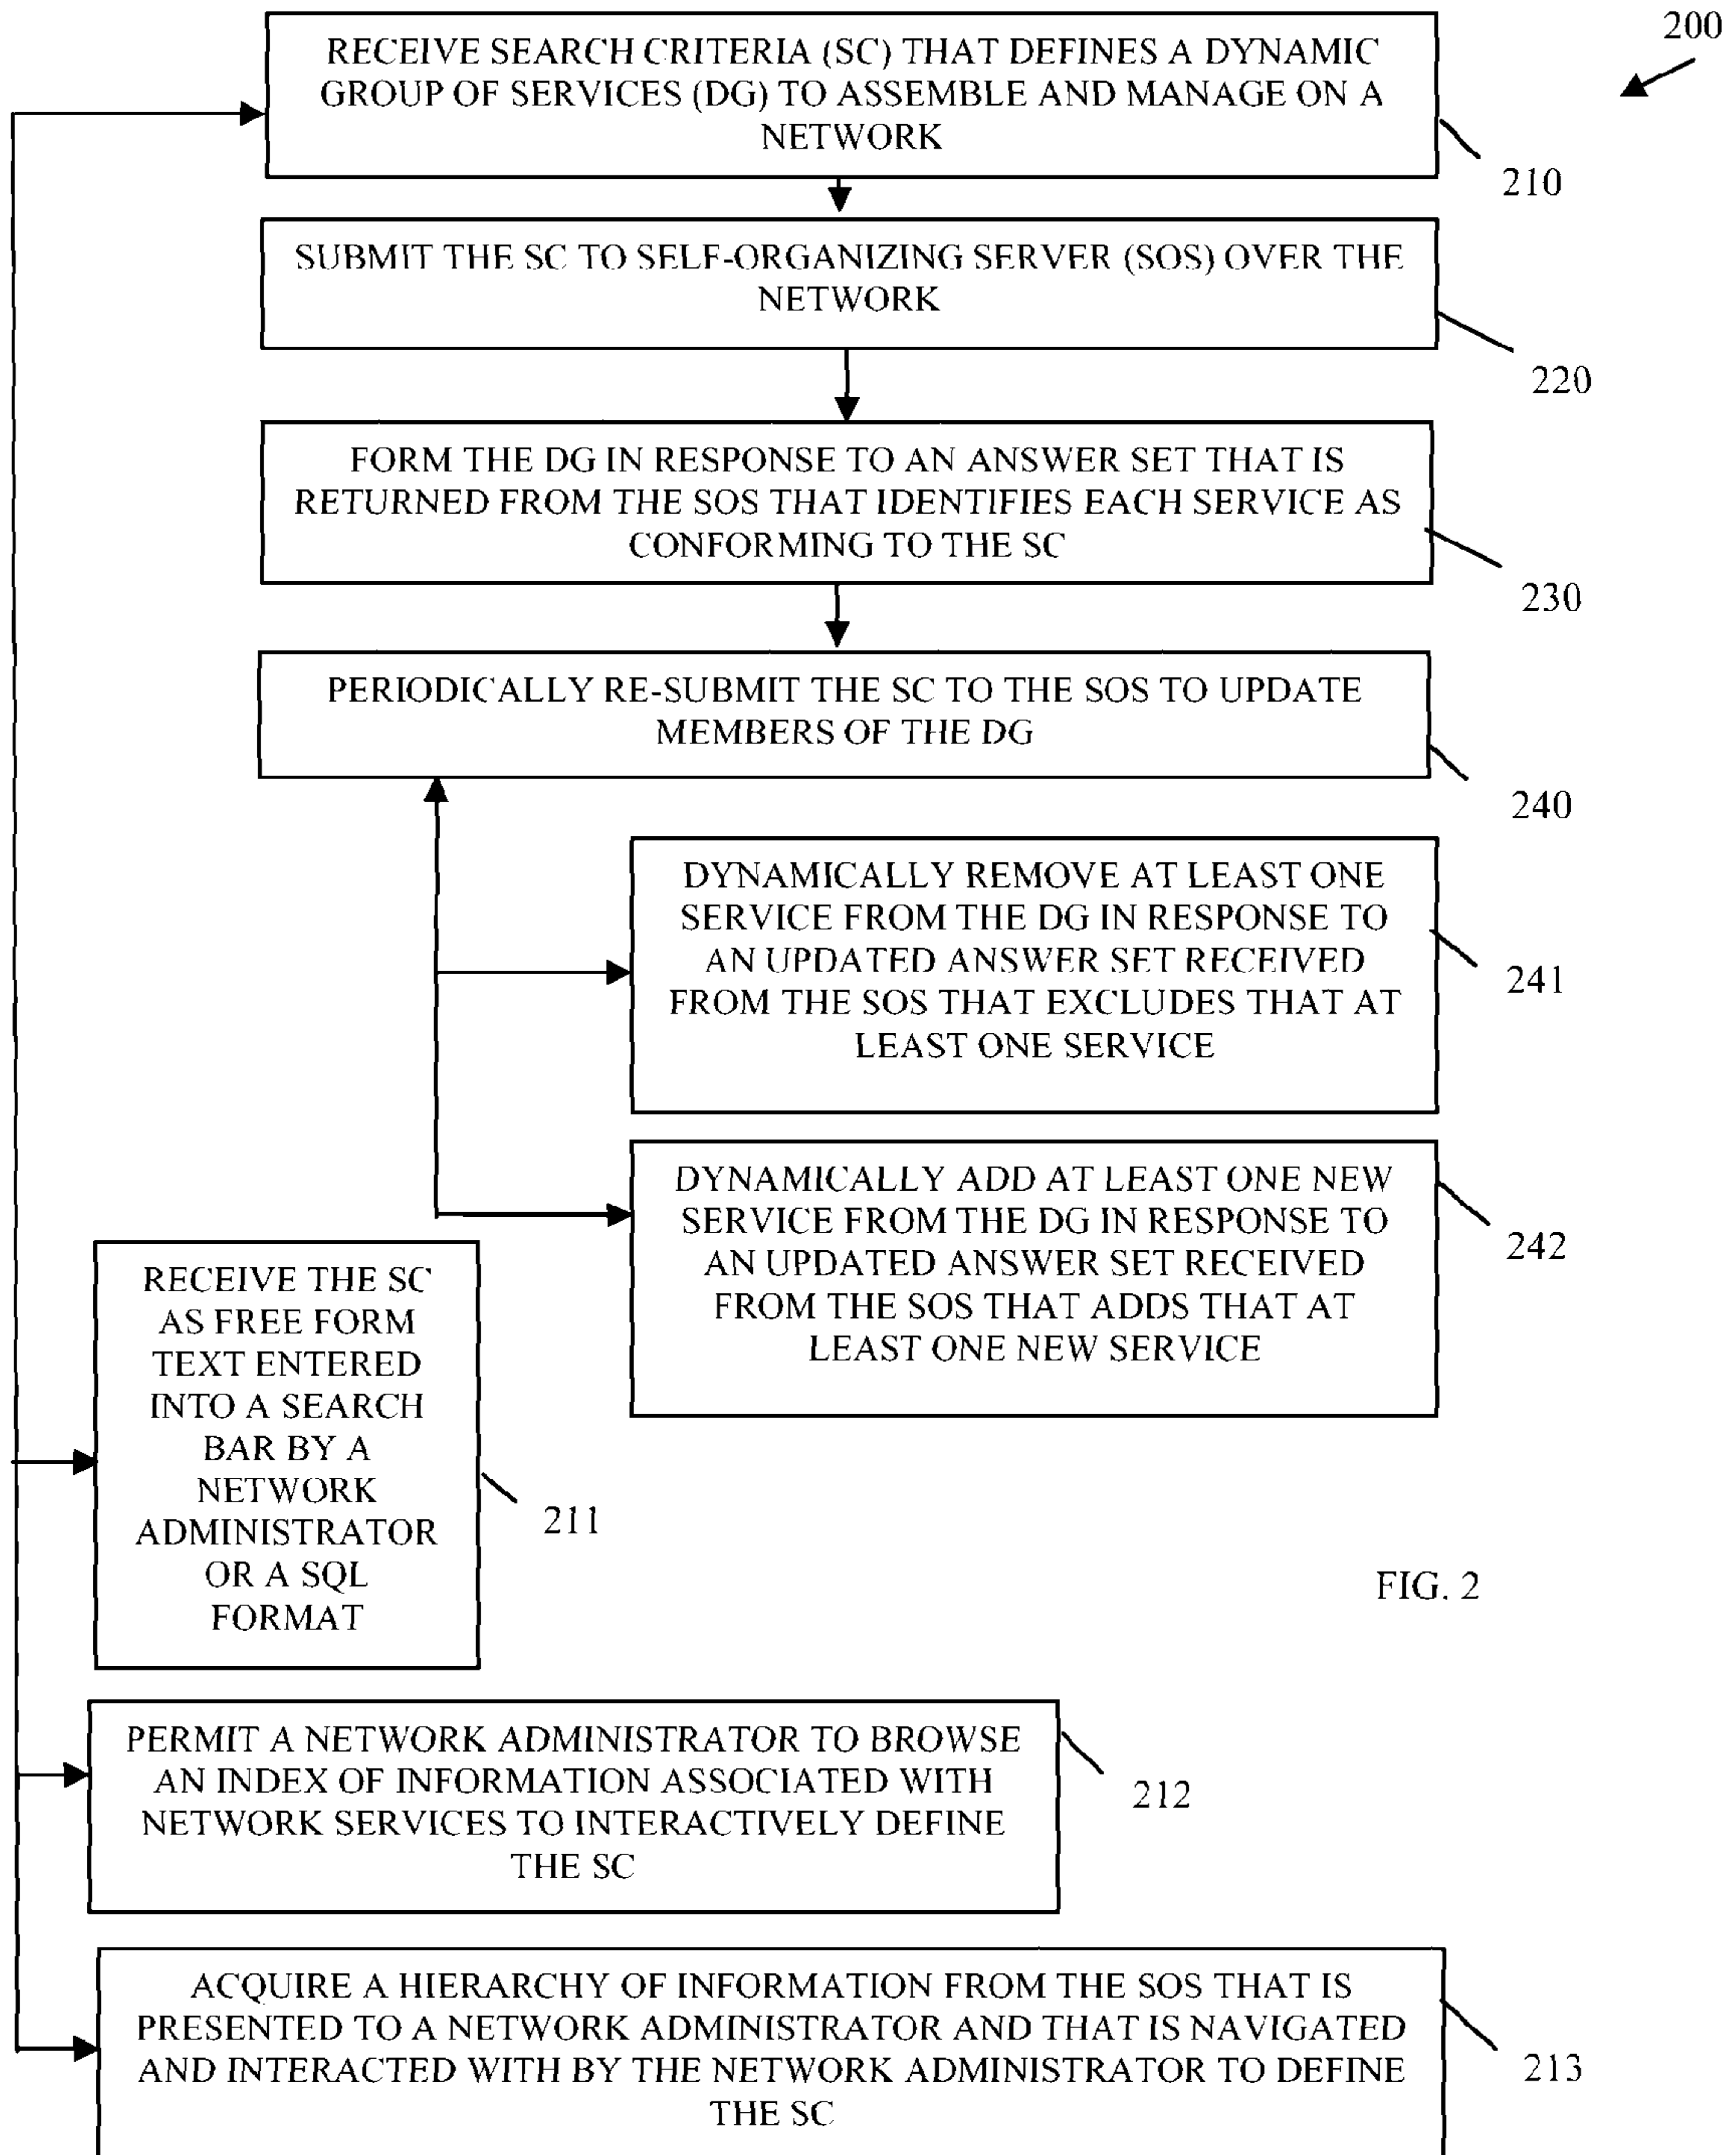 200
RECEIVE SEARCH CRITERIA (SC) THAT DEFINES A DYNAMIC
GROUP OF SERVICES (DG) TO ASSEMBLE AND MANAGE ON A
NETWORK
210
SUBMIT THE SC TO SELF-ORGANIZING SERVER (SOS) OVER THE
NETWORK
220
FORM THE DG IN RESPONSE TO AN ANSWER SET THAT IS
RETURNED FROM THE SOS THAT IDENTIFIES EACH SERVICE AS
CONFORMING TO THE SC
230
PERIODICALLY RE-SUBMIT THE SC TO THE SOS TO UPDATE
MEMBERS OF THE DG
240
DYNAMICALLY REMOVE AT LEAST ONE
SERVICE FROM THE DG IN RESPONSE TO
AN UPDATED ANSWER SET RECEIVED
FROM THE SOS THAT EXCLUDES THAT AT
LEAST ONE SERVICE
241
DYNAMICALLY ADD AT LEAST ONE NEW
SERVICE FROM THE DG IN RESPONSE TO
AN UPDATED ANSWER SET RECEIVED
FROM THE SOS THAT ADDS THAT AT
LEAST ONE NEW SERVICE
242
RECEIVE THE SC
AS FREE FORM
TEXT ENTERED
INTO A SEARCH
BAR BY A
NETWORK
ADMINISTRATOR
OR A SQL
FORMAT
211
FIG. 2
PERMIT A NETWORK ADMINISTRATOR TO BROWSE
AN INDEX OF INFORMATION ASSOCIATED WITH
NETWORK SERVICES TO INTERACTIVELY DEFINE
THE SC
212
ACQUIRE A HIERARCHY OF INFORMATION FROM THE SOS THAT IS
PRESENTED TO A NETWORK ADMINISTRATOR AND THAT IS NAVIGATED
AND INTERACTED WITH BY THE NETWORK ADMINISTRATOR TO DEFINE
THE SC
213